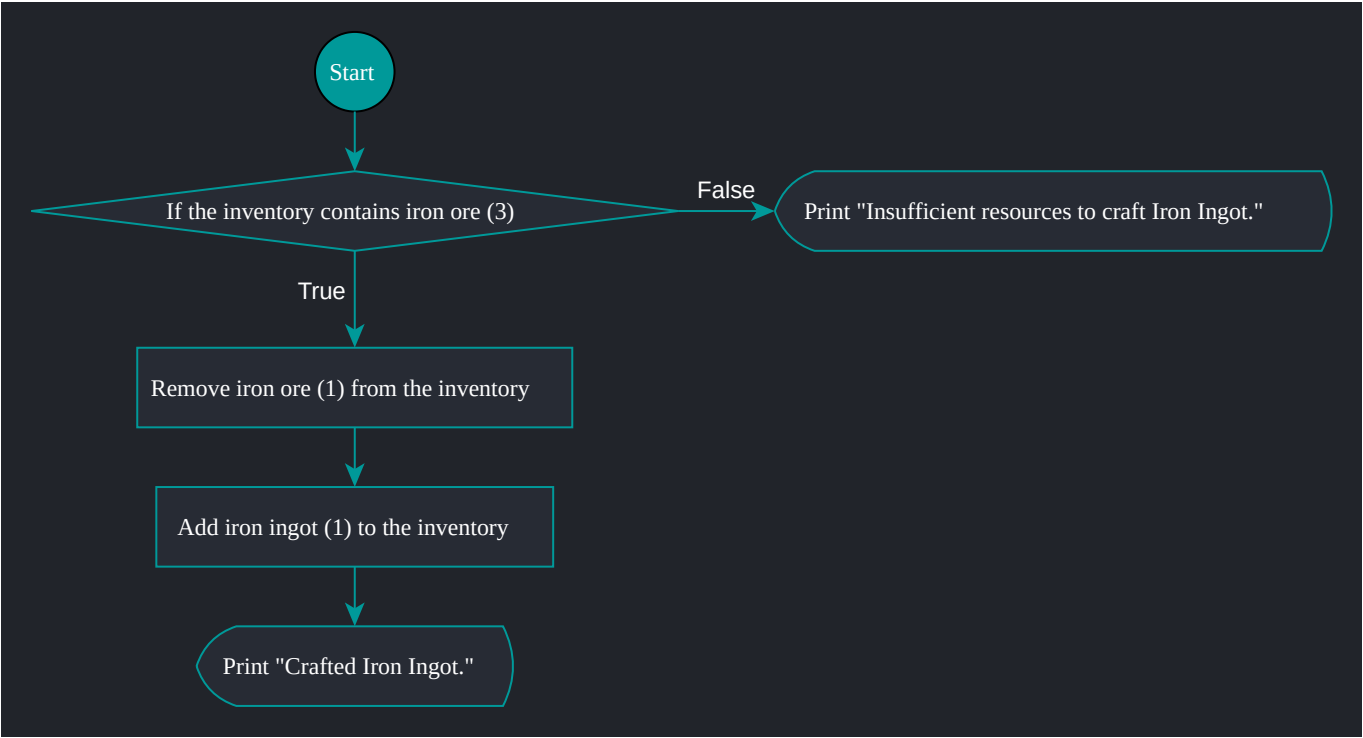 Start
If the inventory contains iron ore (3)
False
Print "Insufficient resources to craft Iron Ingot."
True
Remove iron ore (1) from the inventory
Add iron ingot (1) to the inventory
Print "Crafted Iron Ingot."